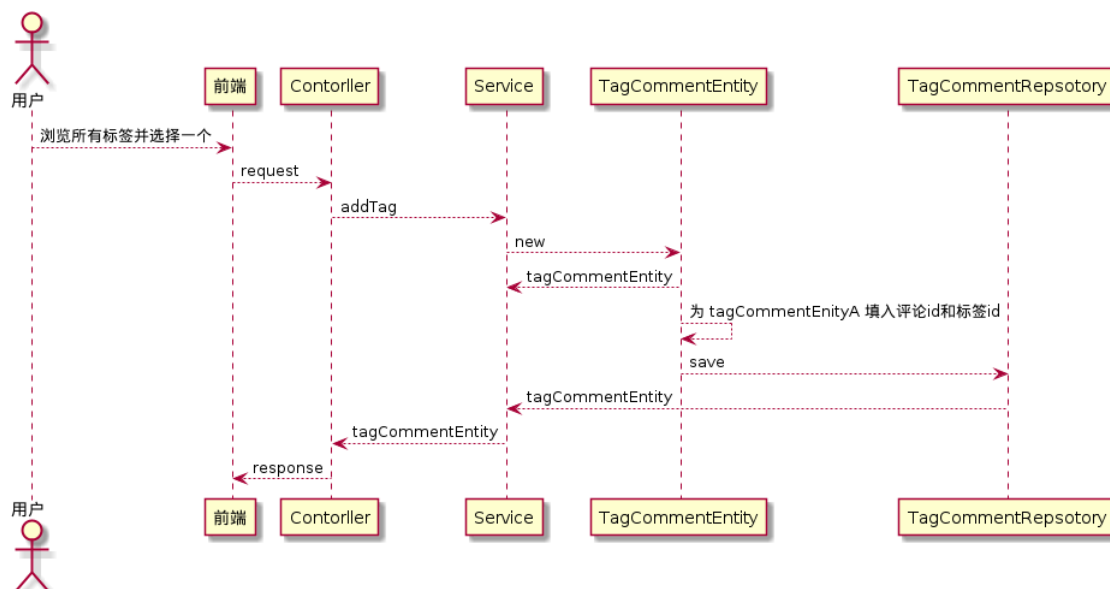 用户
前端
Contorller
Service
TagCommentEntity
TagCommentRepsotory
浏览所有标签并选择一个
request
addTag
new
tagCommentEntity
为 tagCommentEnityA 填入评论id和标签id
save
tagCommentEntity
tagCommentEntity
response
用户
前端
Contorller
Service
TagCommentEntity
TagCommentRepsotory